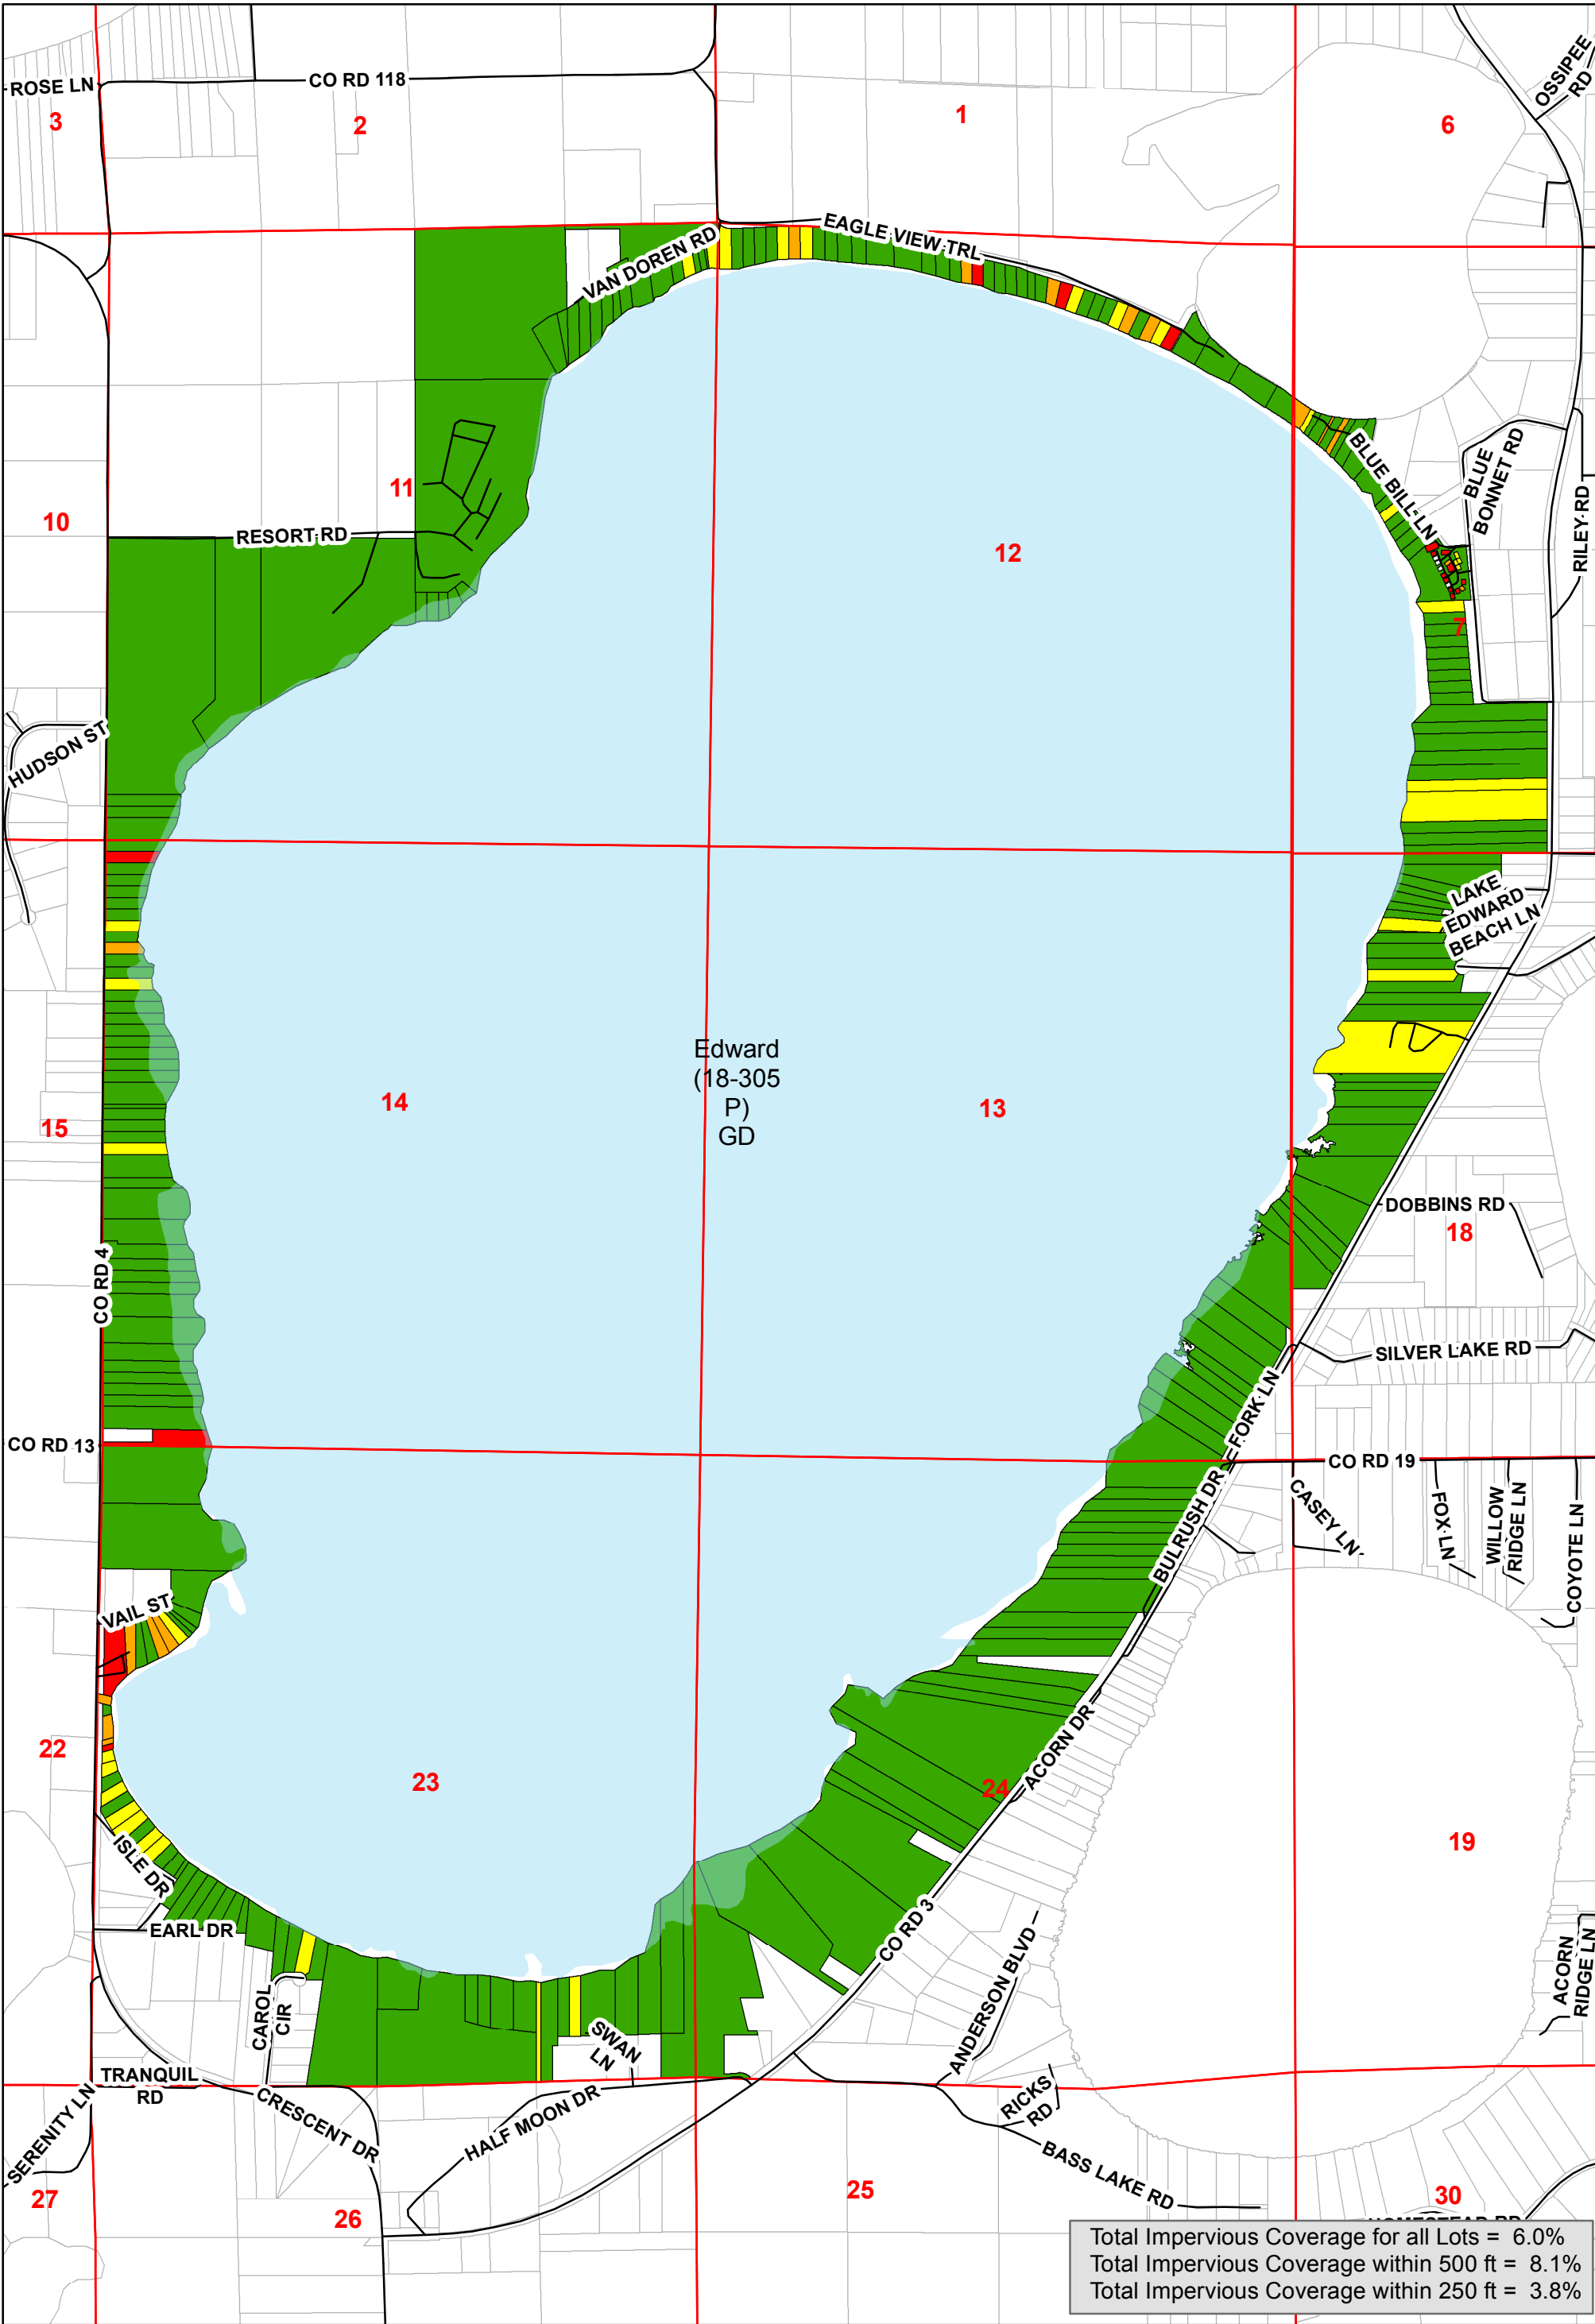 OSSIPEE
RD
ROSE LN
CO RD 118
3
2
1
6
EAGLE VIEW TRL
VAN DOREN RD
BLUE BILL LN
BLUE
BONNET RD
RILEY RD
11
10
RESORT RD
12
7
HUDSON ST
LAKE
EDWARD
BEACH LN
Edward
(18-305
P)
GD
14
13
15
DOBBINS RD
18
CO RD 4
SILVER LAKE RD
FORK LN
CO RD 13
CO RD 19
BULRUSH DR
CASEY LN
FOX LN
WILLOW
RIDGE LN
COYOTE LN
VAIL ST
ACORN DR
22
23
24
19
ISLE DR
EARL DR
CO RD 3
ANDERSON BLVD
ACORN
RIDGE LN
CAROL
CIR
SWAN
LN
TRANQUIL
RD
SERENITY LN
CRESCENT DR
HALF MOON DR
RICKS
RD
BASS LAKE RD
27
26
25
30
Total Impervious Coverage for all Lots = 6.0%
Total Impervious Coverage within 500 ft = 8.1%
Total Impervious Coverage within 250 ft = 3.8%